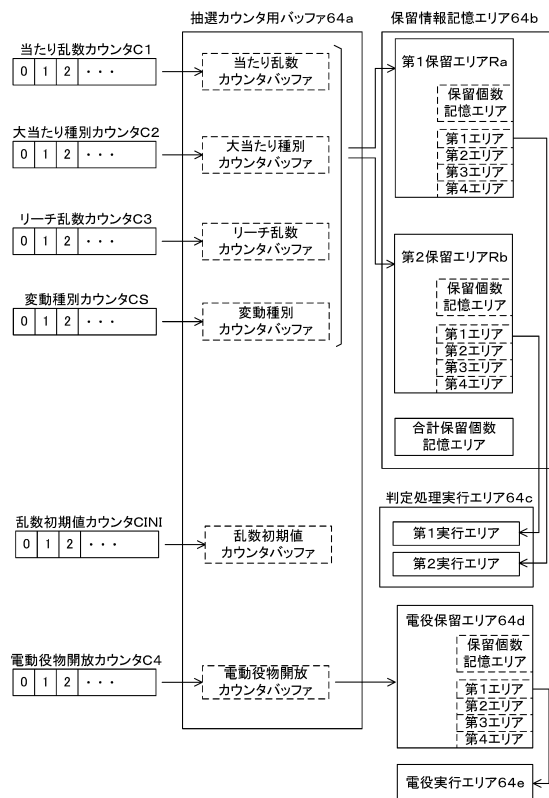 抽選カウンタ用バッファ64a
保留情報記憶エリア64b
当たり乱数カウンタC1
0 1 2 ・・・
当たり乱数
カウンタバッファ
大当たり種別カウンタC2
0 1 2 ・・・
大当たり種別
カウンタバッファ
リーチ乱数カウンタC3
0 1 2 ・・・
リーチ乱数
カウンタバッファ
変動種別カウンタCS
0 1 2 ・・・
変動種別
カウンタバッファ
乱数初期値カウンタCINI
0 1 2 ・・・
乱数初期値
カウンタバッファ
電動役物開放カウンタC4
0 1 2 ・・・
電動役物開放
カウンタバッファ
第1保留エリアRa
保留個数
記憶エリア
第1エリア
第2エリア
第3エリア
第4エリア
第2保留エリアRb
保留個数
記憶エリア
第1エリア
第2エリア
第3エリア
第4エリア
合計保留個数
記憶エリア
判定処理実行エリア64c
第1実行エリア
第2実行エリア
電役保留エリア64d
保留個数
記憶エリア
第1エリア
第2エリア
第3エリア
第4エリア
電役実行エリア64e